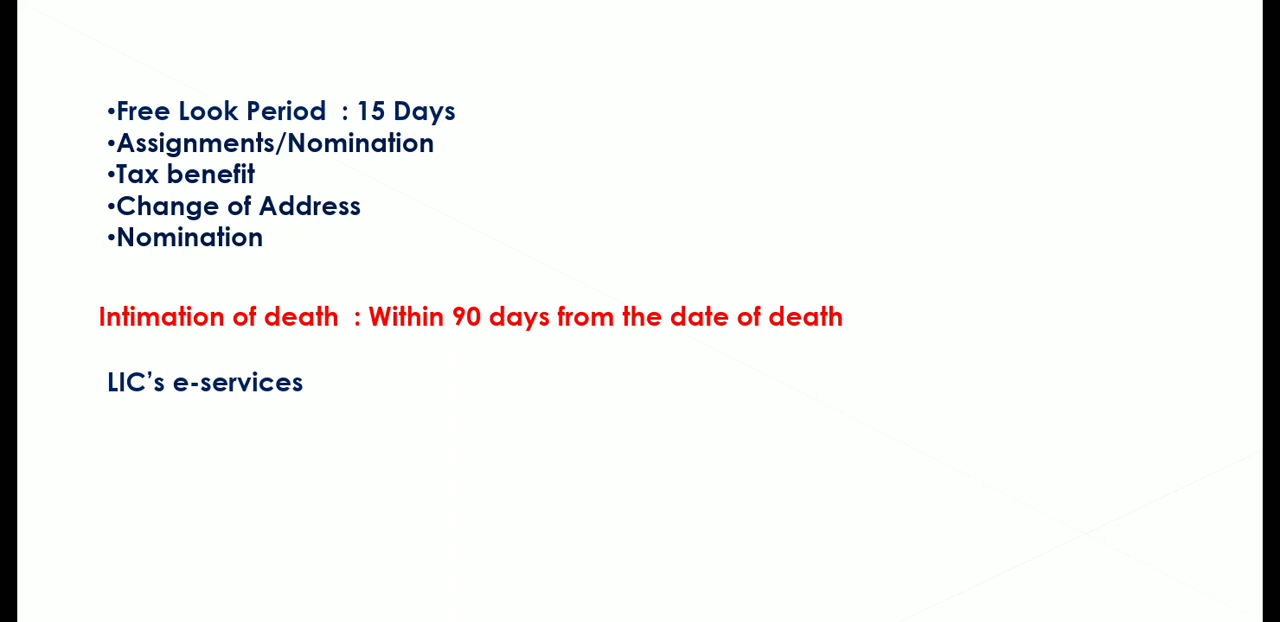 •Free Look Period : 15 Days
•Assignments/Nomination
•Tax benefit
•Change of Address
•Nomination
Intimation of death : Within 90 days from the date of death
LIC’s e-services